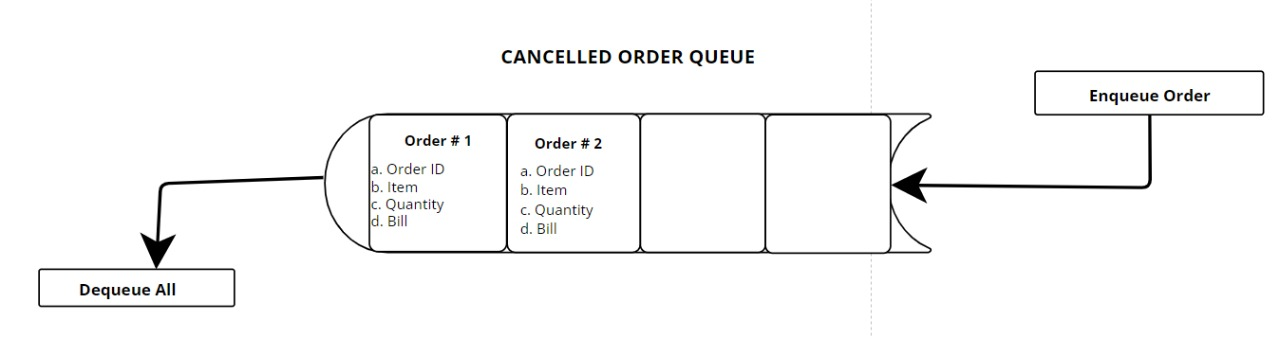 CANCELLED ORDER QUEUE
Enqueue Order
Order # 1
a. Order ID
b. Item
c. Quantity
d. Bill
Order # 2
a. Order ID
b. Item
c. Quantity
d. Bill
Dequeue All